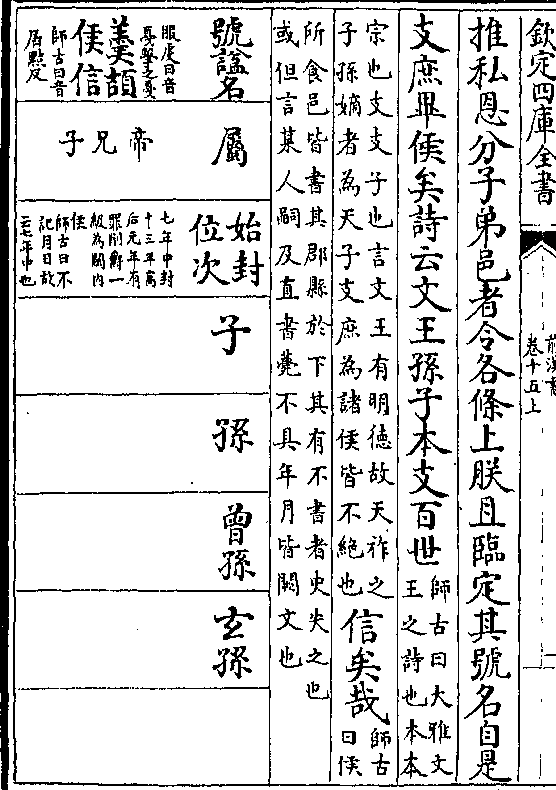 欽定四庫全書
前漢書
卷十五上
推私恩分子弟邑者令各條上朕且臨定其號名自是
支庶畢侯矣詩云文王孫子本支百世
師古曰大雅文
王之詩也本本
宗也支支子也言文王有明徳故天祚之
子孫嫡者為天子支庶為諸侯皆不絶也
信矣哉
師古
曰侯
所食邑皆書其郡縣於下其有不書者史失之也
或但言某人嗣及直書薨不具年月皆闕文也
號諡名
屬
始封
位次
子
孫
曾孫
玄孫
服虔曰音
戛擊之戛
羮頡
侯信
師古曰音
居黠反
帝
兄
子
七年中封
十三年髙
后元年有
罪削爵一
級為闗内
侯
師古曰不
記月日故
云七年中也